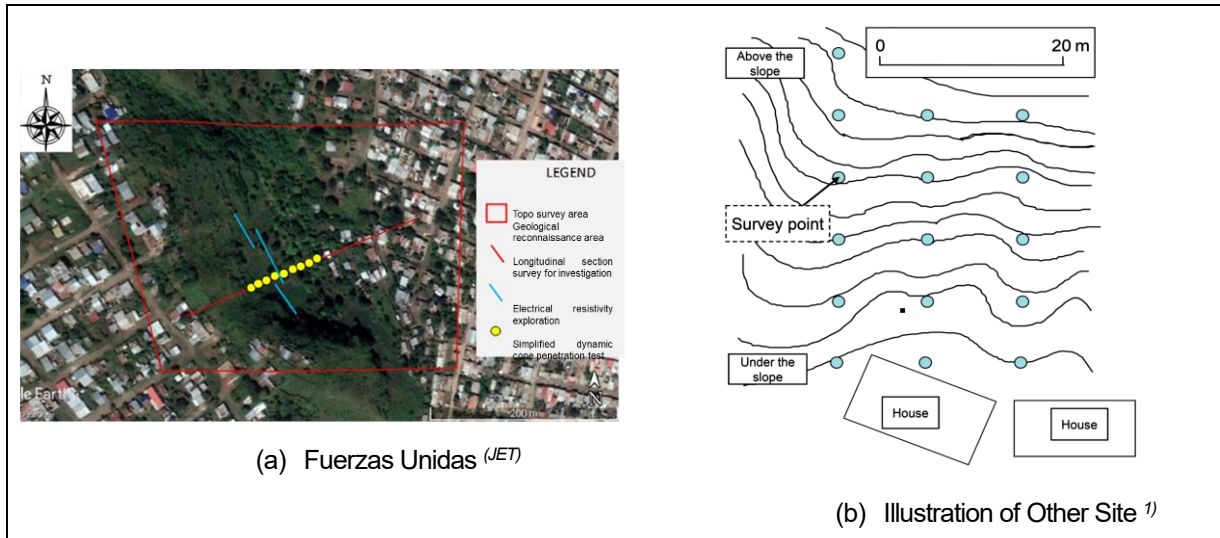 N
LEGEND
Topo survey area
Geological
reconnaissance area
Longitudinal section
survey for investigation
Electrical resistivity
exploration
Simplified dynamic
cone penetration test
N
le Earth
200 m
(a) Fuerzas Unidas (JET)
0 20 m
Above the
slope
Survey point
Under the
slope
House
House
(b) Illustration of Other Site 1)